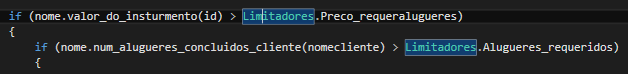 if (nome.valor_do_insturmento(id) > Limitadores.Preco_requeralugueres)
{
if (nome.num_alugueres_concluidos_cliente(nomecliente) > Limitadores.Alugueres_requeridos)
{